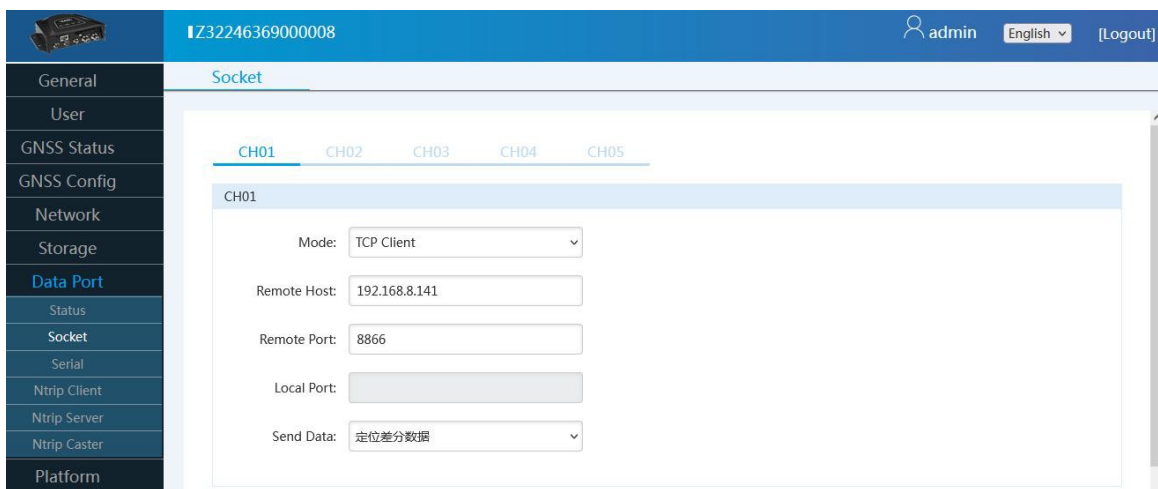 IZ32246369000008
admin
English
[Logout]
General
User
GNSS Status
GNSS Config
Network
Storage
Data Port
Status
Socket
Serial
Ntrip Client
Ntrip Server
Ntrip Caster
Platform
Socket
CH01 CH02 CH03 CH04 CH05
CH01
Mode: TCP Client
Remote Host: 192.168.8.141
Remote Port: 8866
Local Port:
Send Data: 定位差分数据